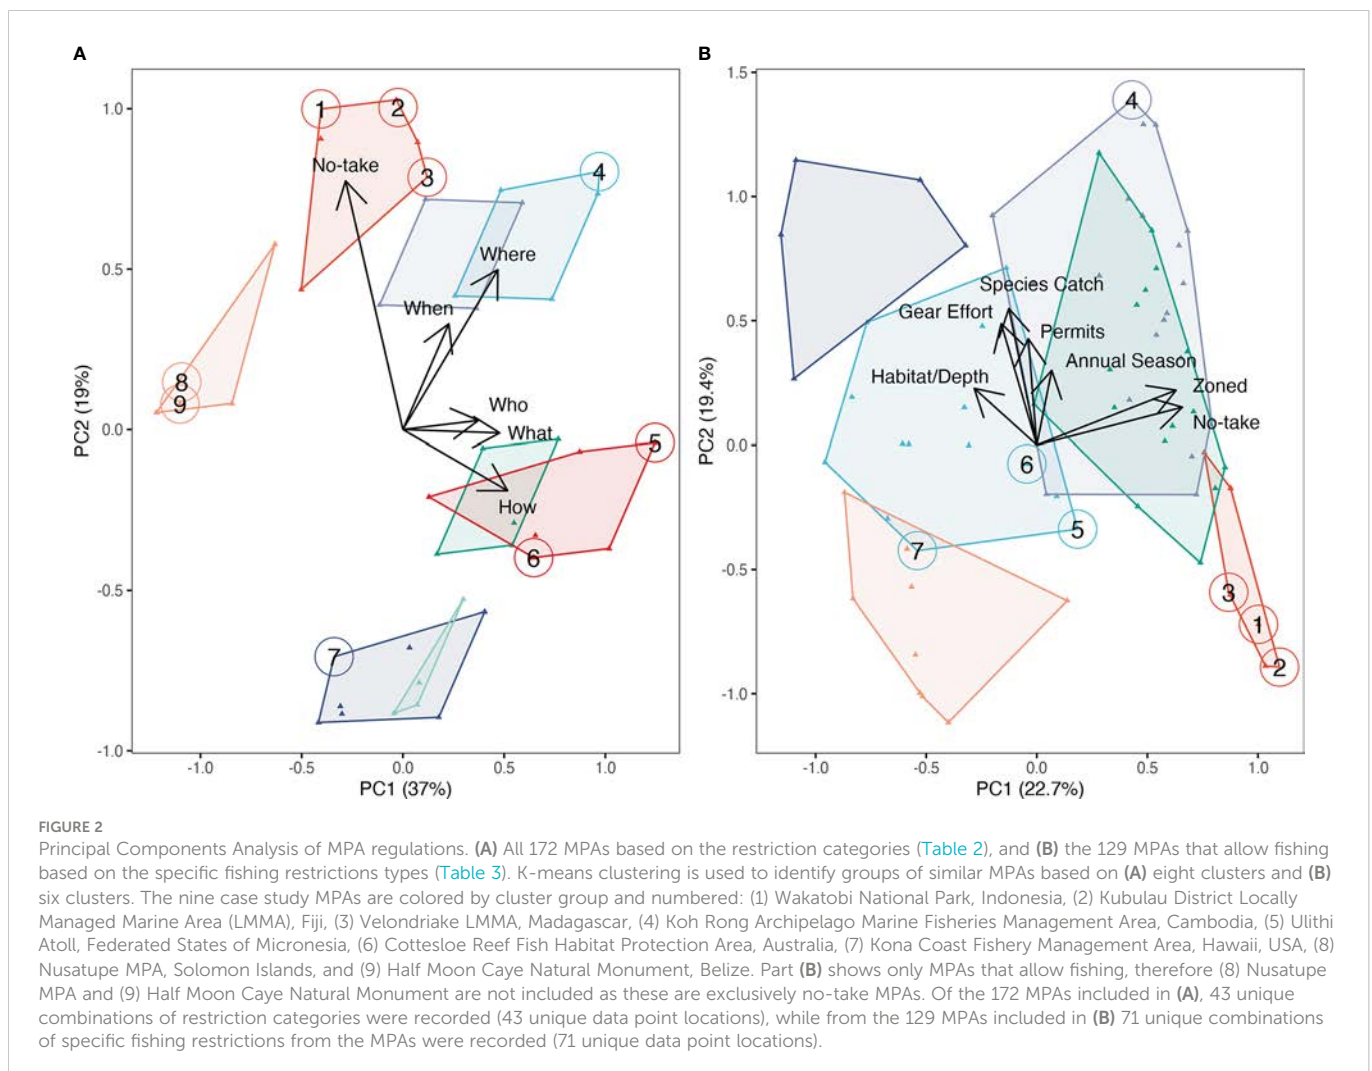 A
B
1.0
0.5
0.0
-0.5
-1.0
PC2 (19%)
1
2
No-take
3
4
Where
When
8
9
Who
What
5
How
6
7
-1.0
-0.5
0.0
0.5
1.0
PC1 (37%)
1.5
1.0
0.5
0.0
-0.5
-1.0
PC2 (19.4%)
4
Species Catch
Gear Effort
Permits
Annual Season
Habitat/Depth
Zoned
No-take
6
5
7
3
1
2
-1.0
-0.5
0.0
0.5
1.0
PC1 (22.7%)
FIGURE 2
Principal Components Analysis of MPA regulations. (A) All 172 MPAs based on the restriction categories (Table 2), and (B) the 129 MPAs that allow fishing
based on the specific fishing restrictions types (Table 3). K-means clustering is used to identify groups of similar MPAs based on (A) eight clusters and (B)
six clusters. The nine case study MPAs are colored by cluster group and numbered: (1) Wakatobi National Park, Indonesia, (2) Kubulau District Locally
Managed Marine Area (LMMA), Fiji, (3) Velondriake LMMA, Madagascar, (4) Koh Rong Archipelago Marine Fisheries Management Area, Cambodia, (5) Ulithi
Atoll, Federated States of Micronesia, (6) Cottesloe Reef Fish Habitat Protection Area, Australia, (7) Kona Coast Fishery Management Area, Hawaii, USA, (8)
Nusatupe MPA, Solomon Islands, and (9) Half Moon Caye Natural Monument, Belize. Part (B) shows only MPAs that allow fishing, therefore (8) Nusatupe
MPA and (9) Half Moon Caye Natural Monument are not included as these are exclusively no-take MPAs. Of the 172 MPAs included in (A), 43 unique
combinations of restriction categories were recorded (43 unique data point locations), while from the 129 MPAs included in (B) 71 unique combinations
of specific fishing restrictions from the MPAs were recorded (71 unique data point locations).